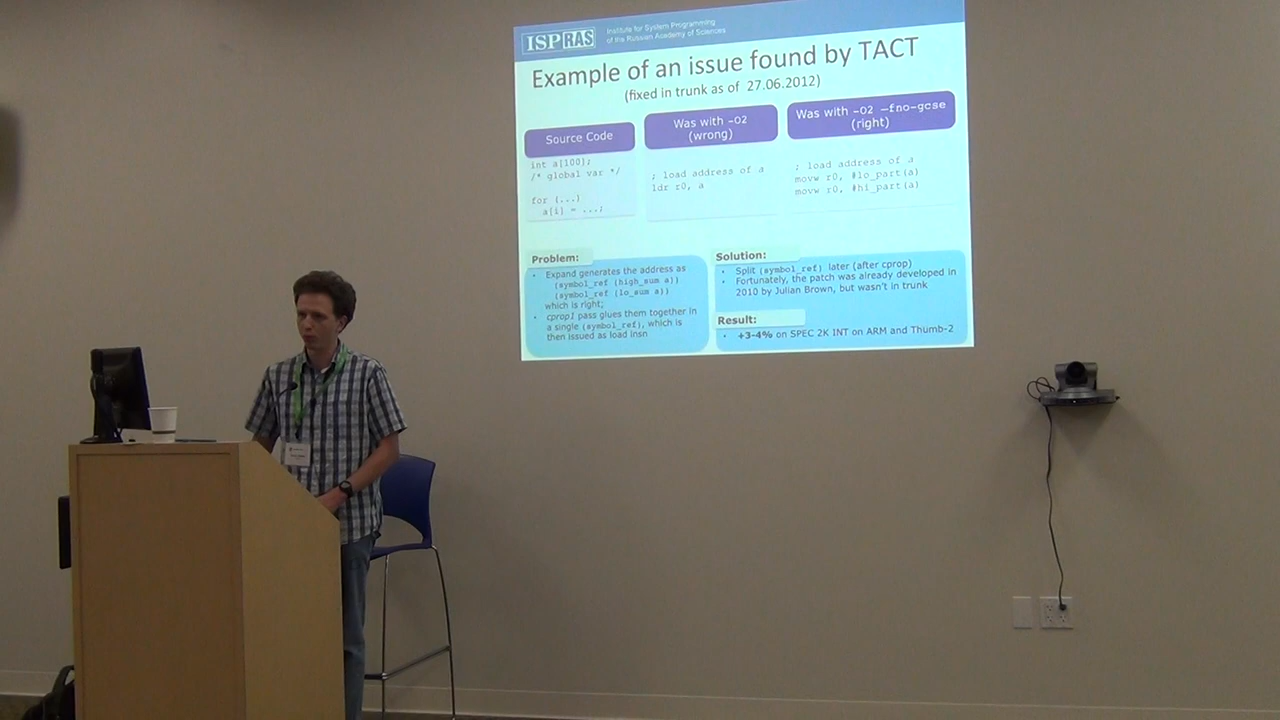 ISP RAS
Institute for System Programming
of the Russian Academy of Sciences
Example of an issue found by TACT
(fixed in trunk as of 27.06.2012)
Source Code
int a[100];
/* global var */
for (...)
a[i] = ...;
Was with -O2
(wrong)
; load address of a
ldr r0, a
Was with -O2 -fno-gcse
(right)
; load address of a
movw r0, #lo_part(a)
movw r0, #hi_part(a)
Problem:
• Expand generates the address as
(symbol_ref (high_sum a))
(symbol_ref (lo_sum a))
which is right;
• cprop1 pass glues them together in
a single (symbol_ref), which is
then issued as load insn
Solution:
• Split (symbol_ref) later (after cprop)
• Fortunately, the patch was already developed in
2010 by Julian Brown, but wasn't in trunk
Result:
• +3-4% on SPEC 2K INT on ARM and Thumb-2